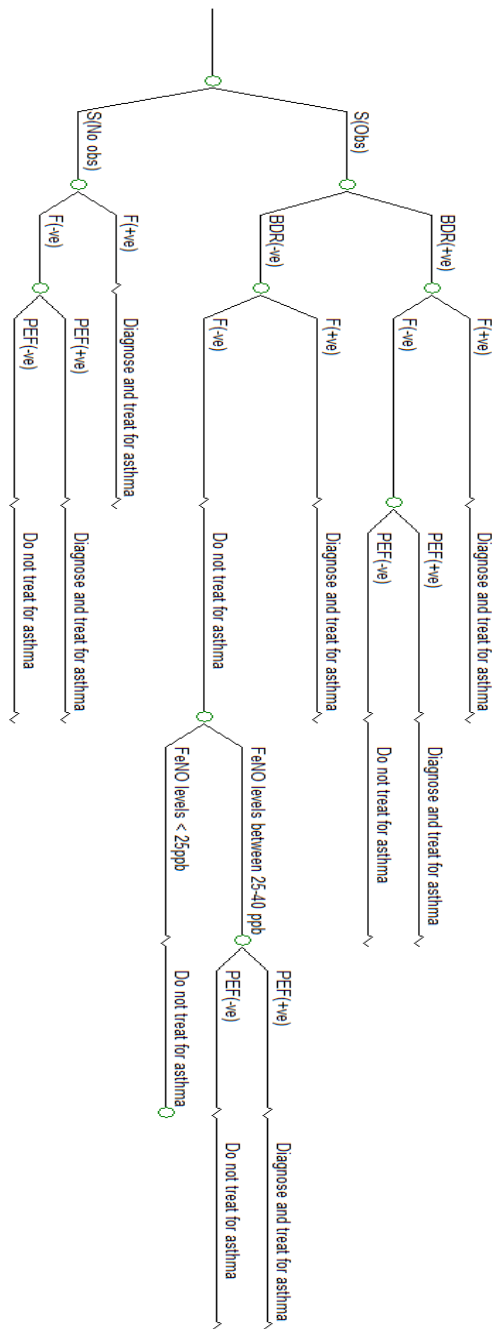 S(Obs)
BDR(+ve)
F(+ve)
Diagnose and treat for asthma
F(-ve)
PEF(+ve)
Diagnose and treat for asthma
PEF(-ve)
Do not treat for asthma
BDR(-ve)
F(+ve)
Diagnose and treat for asthma
F(-ve)
Do not treat for asthma
FeNO levels between 25-40 ppb
PEF(+ve)
Diagnose and treat for asthma
PEF(-ve)
Do not treat for asthma
FeNO levels < 25ppb
Do not treat for asthma
S(No obs)
F(+ve)
Diagnose and treat for asthma
F(-ve)
PEF(+ve)
Diagnose and treat for asthma
PEF(-ve)
Do not treat for asthma